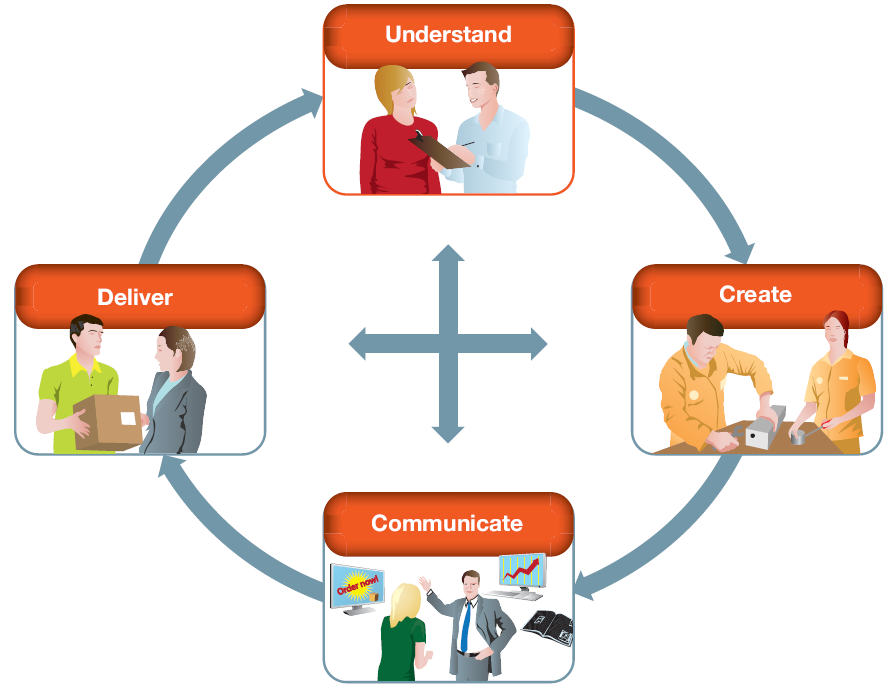 Understand
Deliver
Create
Communicate
Order now!